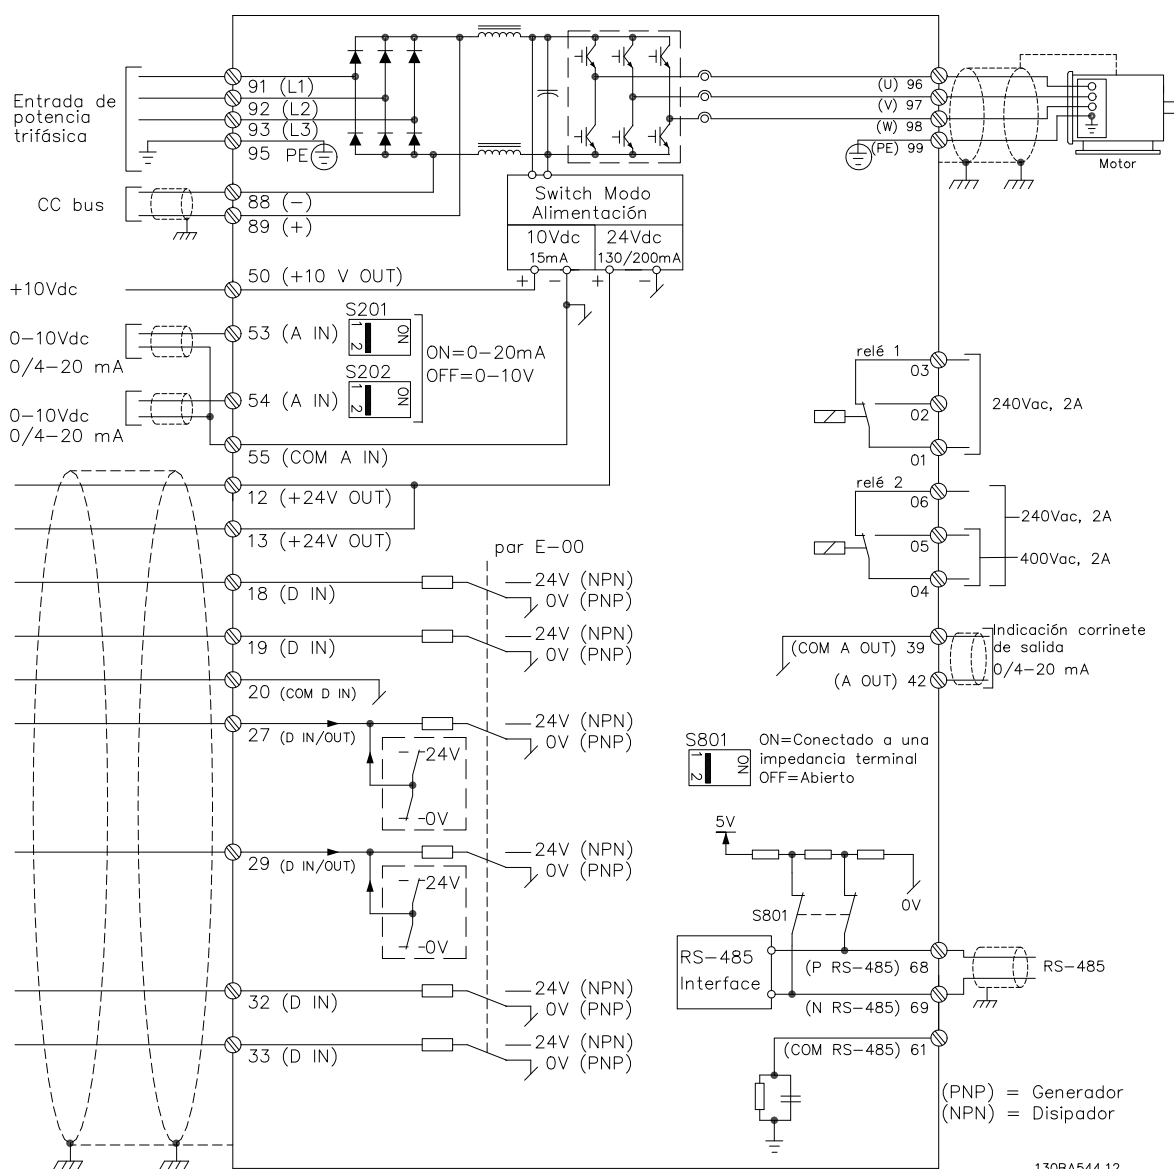 Entrada de
potencia
trifásica
91 (L1)
92 (L2)
93 (L3)
95 PE
CC bus
88 (−)
89 (+)
Switch Modo
Alimentación
10Vdc
15mA
24Vdc
130/200mA
+ − + −
(U) 96
(V) 97
(W) 98
(PE) 99
Motor
+10Vdc
50 (+10 V OUT)
0−10Vdc
0/4−20 mA
53 (A IN)
S201
ON
1 2
ON=0−20mA
OFF=0−10V
S202
ON
1 2
0−10Vdc
0/4−20 mA
54 (A IN)
55 (COM A IN)
12 (+24V OUT)
13 (+24V OUT)
relé 1
03
02
01
240Vac, 2A
relé 2
06
05
04
240Vac, 2A
400Vac, 2A
par E−00
18 (D IN)
24V (NPN)
0V (PNP)
19 (D IN)
24V (NPN)
0V (PNP)
20 (COM D IN)
27 (D IN/OUT)
24V (NPN)
0V (PNP)
24V
0V
29 (D IN/OUT)
24V (NPN)
0V (PNP)
24V
0V
32 (D IN)
24V (NPN)
0V (PNP)
33 (D IN)
24V (NPN)
0V (PNP)
(COM A OUT) 39
(A OUT) 42
Indicación corrinete
de salida
0/4−20 mA
S801
ON
1 2
ON=Conectado a una
impedancia terminal
OFF=Abierto
5V
S801
0V
RS−485
Interface
(P RS−485) 68
(N RS−485) 69
RS−485
(COM RS−485) 61
(PNP) = Generador
(NPN) = Disipador
130BA544.12